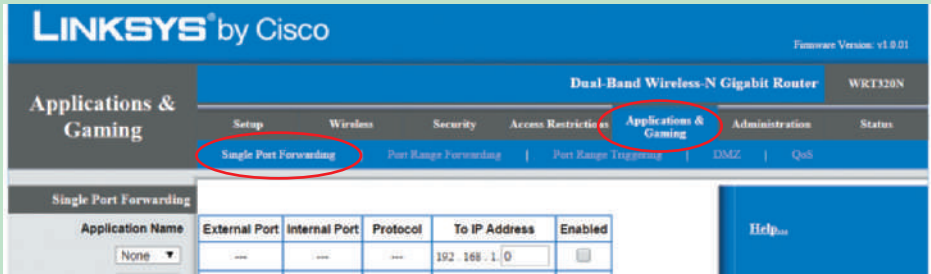 LINKSYS® by Cisco
Firmware Version: v1.0.01
Dual-Band Wireless-N Gigabit Router WRT320N
Applications & Gaming
Setup Wireless Security Access Restrictions Applications & Gaming Administration Status
Single Port Forwarding Port Range Forwarding | Port Range Triggering | DMZ | QoS
Single Port Forwarding
Application Name External Port Internal Port Protocol To IP Address Enabled
Help...
None --- --- --- 192 . 168 . 1. 0